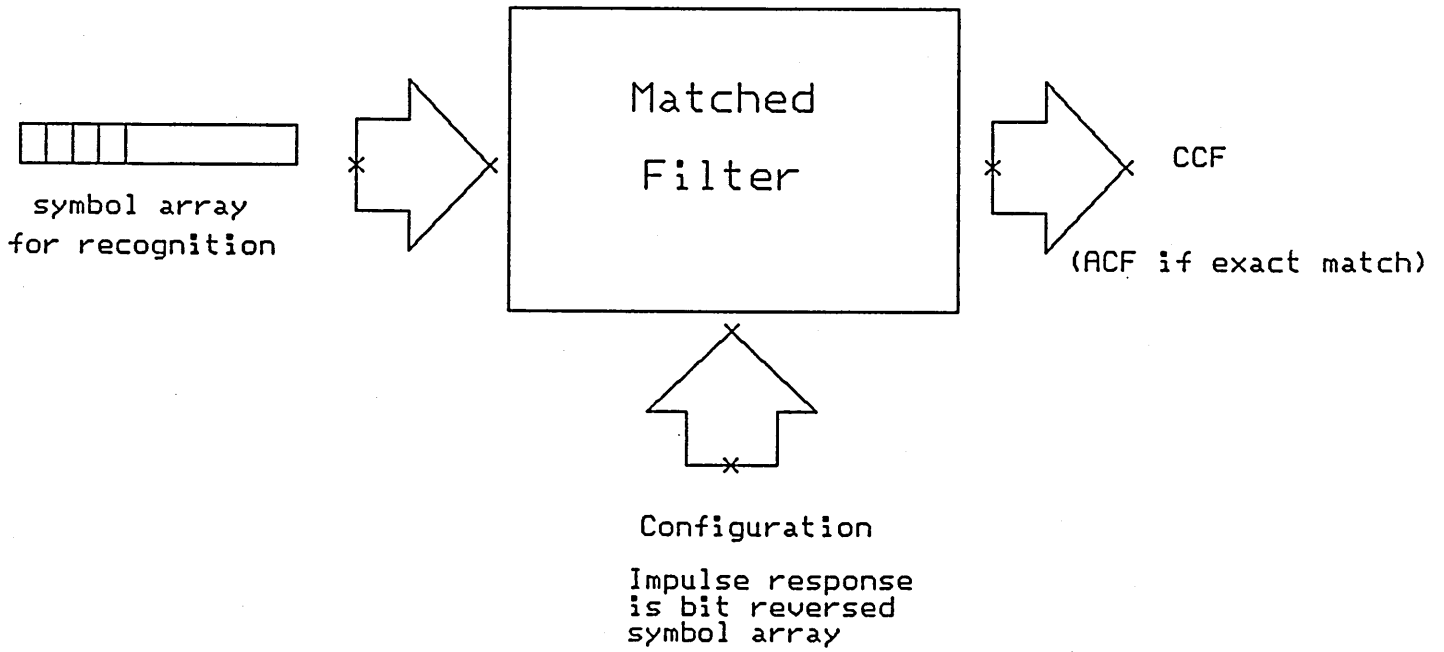 Matched
Filter
symbol array
for recognition
CCF
(ACF if exact match)
Configuration
Impulse response
is bit reversed
symbol array